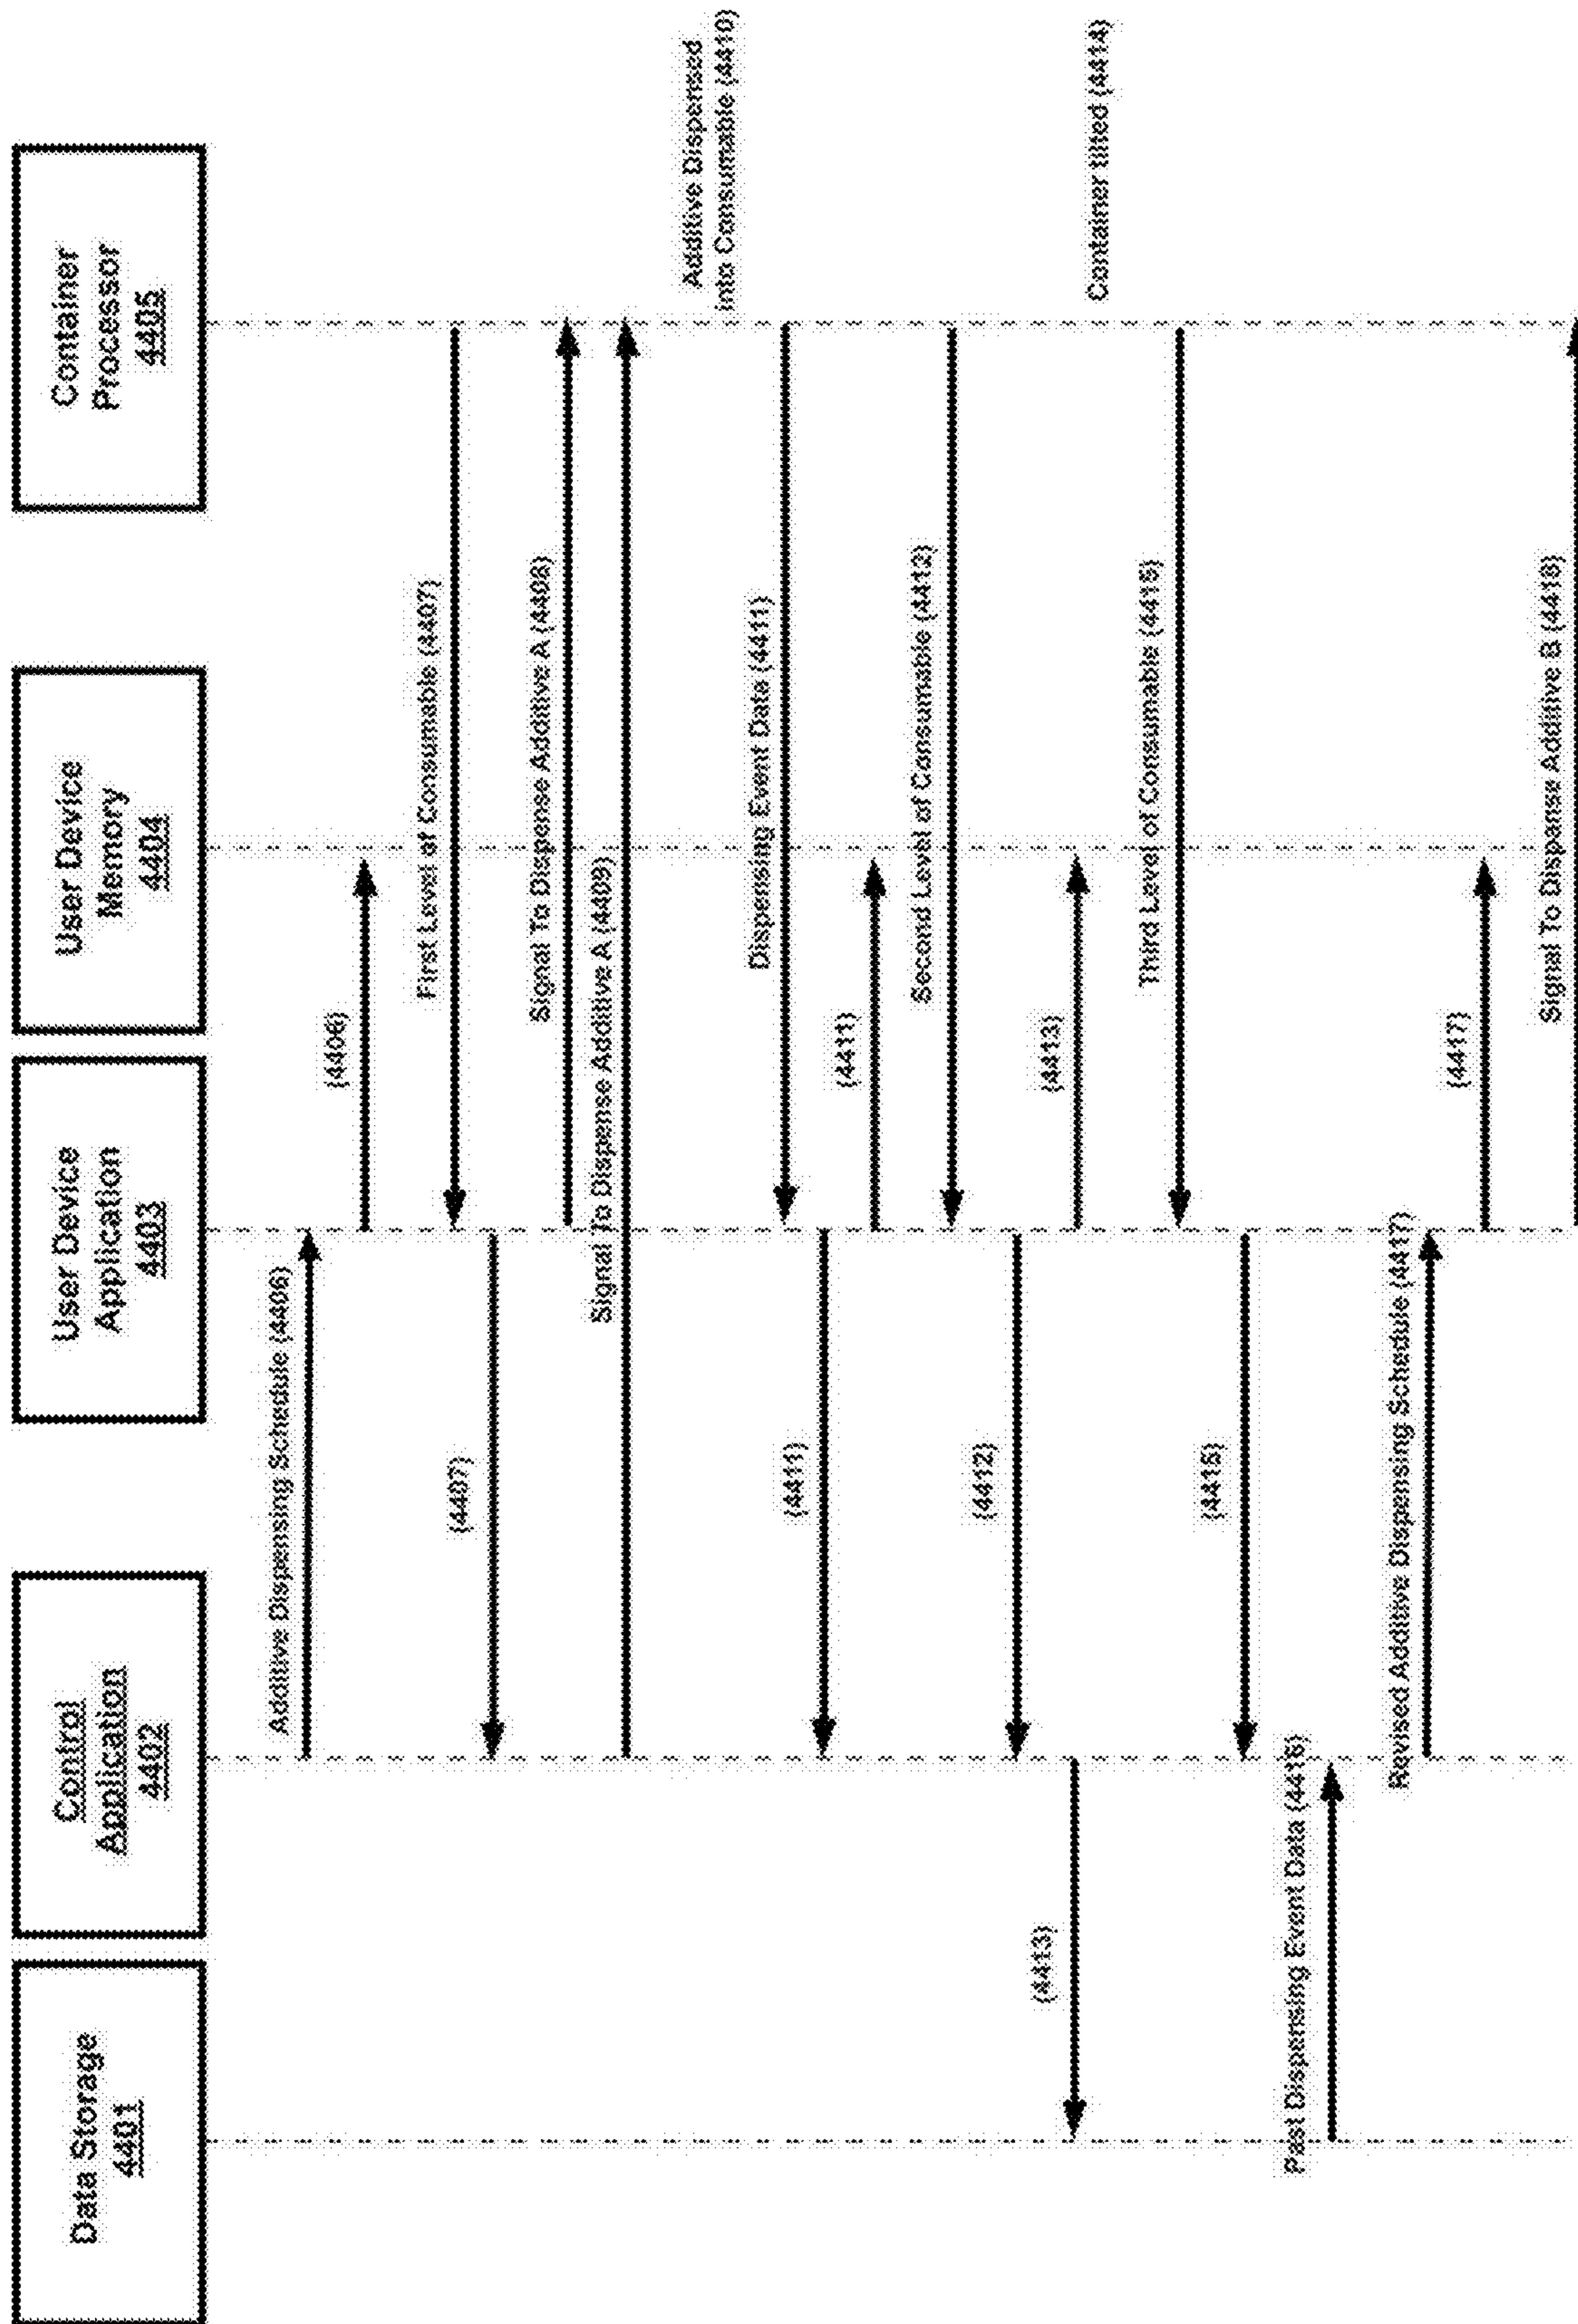 Data Storage
4401
Control
Application
4402
User Device
Application
4403
User Device
Memory
4404
Container
Processor
4405
Additive Dispensing Schedule (4406)
(4406)
First Level of Consumable (4407)
(4407)
Signal To Dispense Additive A (4408)
Signal To Dispense Additive A (4409)
Additive Dispensed
into Consumable (4410)
Dispensing Event Data (4411)
(4411)
(4411)
Second Level of Consumable (4412)
(4412)
(4413)
(4413)
Container tilted (4414)
Third Level of Consumable (4415)
(4415)
Past Dispensing Event Data (4416)
Revised Additive Dispensing Schedule (4417)
(4417)
Signal To Dispense Additive B (4418)